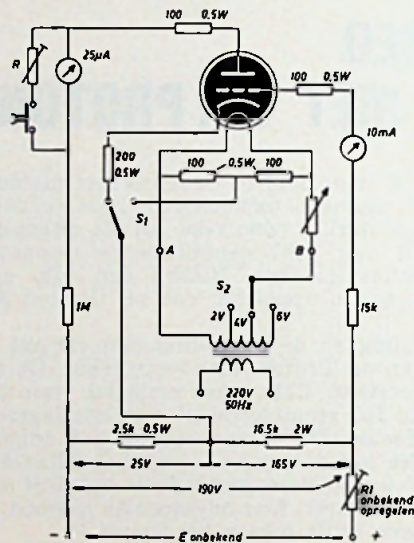 100 0.5W
25μA
R
100 0.5W
10mA
200
0.5W
100 0.5W 100
S1
A
B
S2
2V
4V
6V
1M
15k
220V
50Hz
2.5k 0.5W
16.5k 2W
25V
165V
190V
R1
onbekend
opregelen
- E onbekend +